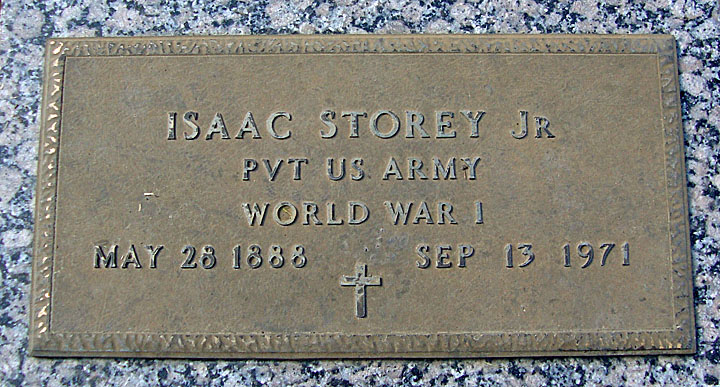 ISAAC STOREY JR
PVT US ARMY
WORLD WAR I
MAY 28 1888 SEP 13 1971